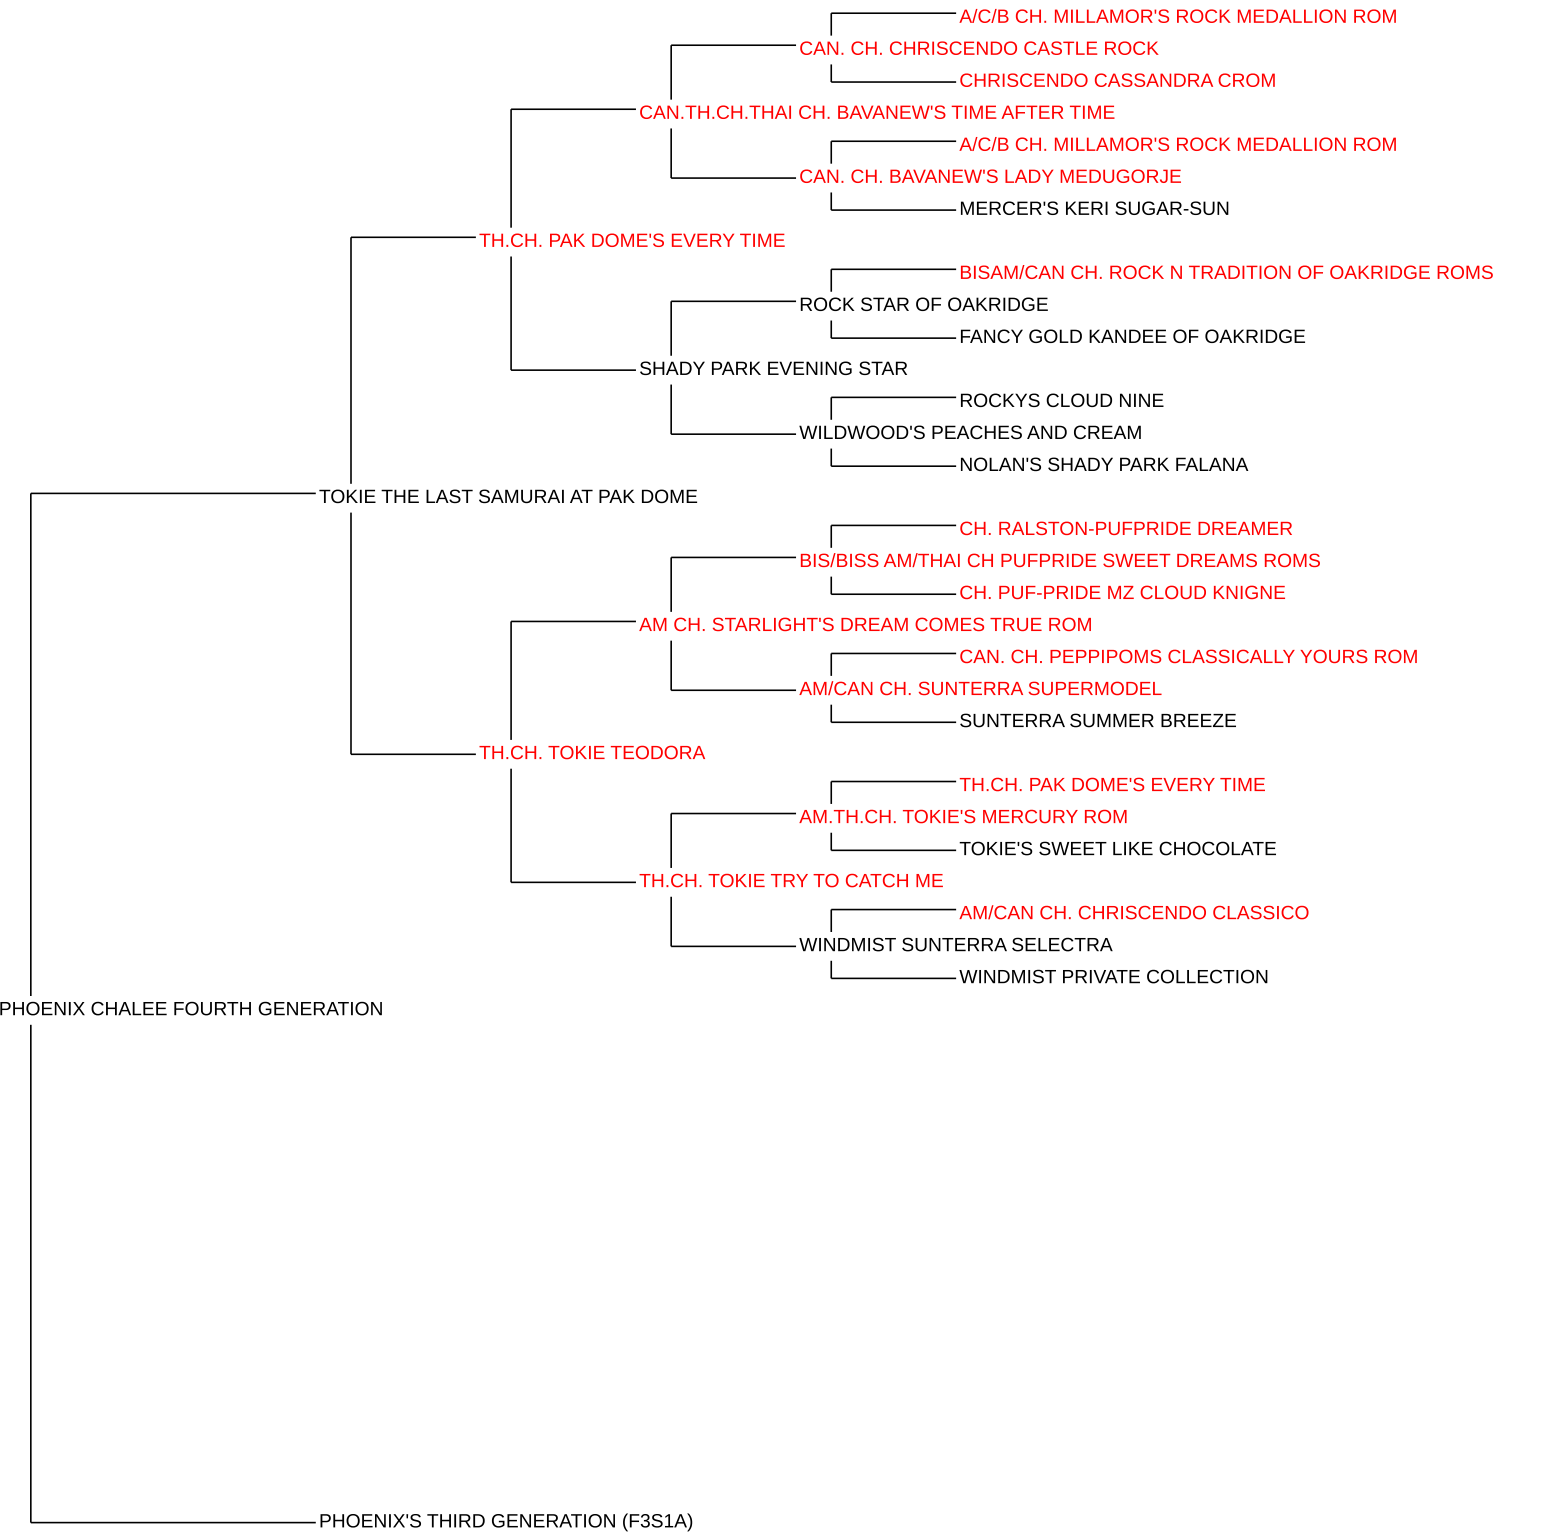 A/C/B CH. MILLAMOR'S ROCK MEDALLION ROM
CAN. CH. CHRISCENDO CASTLE ROCK
CHRISCENDO CASSANDRA CROM
CAN.TH.CH.THAI CH. BAVANEW'S TIME AFTER TIME
A/C/B CH. MILLAMOR'S ROCK MEDALLION ROM
CAN. CH. BAVANEW'S LADY MEDUGORJE
MERCER'S KERI SUGAR-SUN
TH.CH. PAK DOME'S EVERY TIME
BISAM/CAN CH. ROCK N TRADITION OF OAKRIDGE ROMS
ROCK STAR OF OAKRIDGE
FANCY GOLD KANDEE OF OAKRIDGE
SHADY PARK EVENING STAR
ROCKYS CLOUD NINE
WILDWOOD'S PEACHES AND CREAM
NOLAN'S SHADY PARK FALANA
TOKIE THE LAST SAMURAI AT PAK DOME
CH. RALSTON-PUFPRIDE DREAMER
BIS/BISS AM/THAI CH PUFPRIDE SWEET DREAMS ROMS
CH. PUF-PRIDE MZ CLOUD KNIGNE
AM CH. STARLIGHT'S DREAM COMES TRUE ROM
CAN. CH. PEPPIPOMS CLASSICALLY YOURS ROM
AM/CAN CH. SUNTERRA SUPERMODEL
SUNTERRA SUMMER BREEZE
TH.CH. TOKIE TEODORA
TH.CH. PAK DOME'S EVERY TIME
AM.TH.CH. TOKIE'S MERCURY ROM
TOKIE'S SWEET LIKE CHOCOLATE
TH.CH. TOKIE TRY TO CATCH ME
AM/CAN CH. CHRISCENDO CLASSICO
WINDMIST SUNTERRA SELECTRA
WINDMIST PRIVATE COLLECTION
PHOENIX CHALEE FOURTH GENERATION
PHOENIX'S THIRD GENERATION (F3S1A)